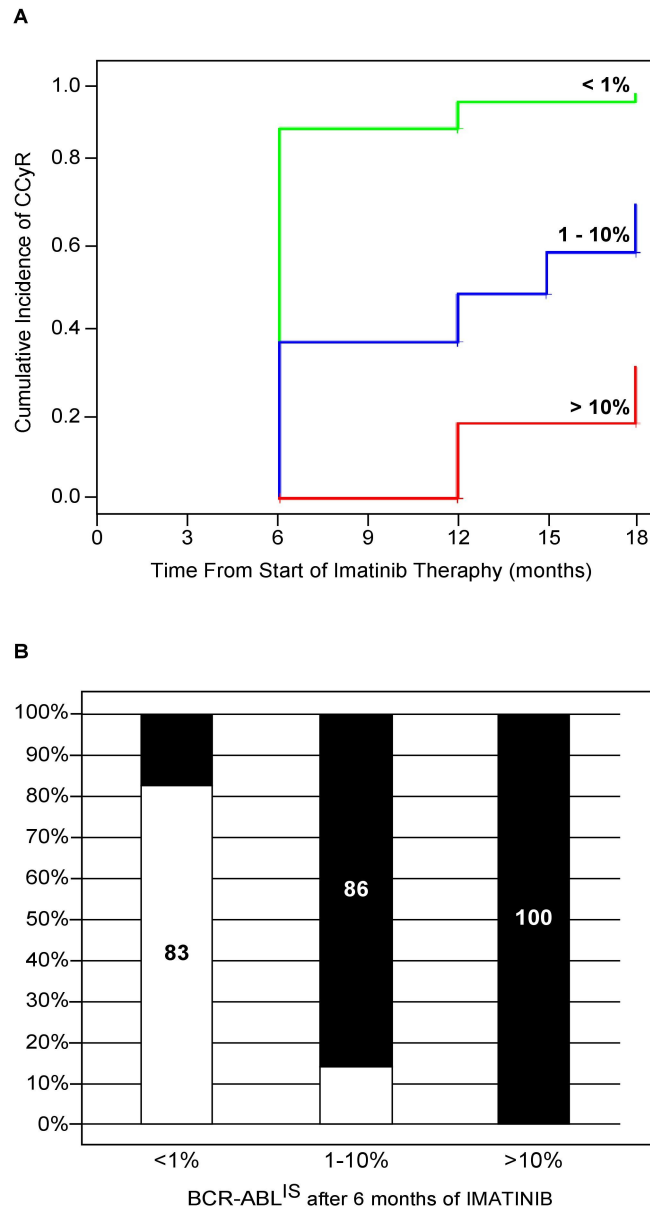 A
1.0
0.8
0.6
0.4
0.2
0.0
Cumulative Incidence of CCyR
< 1%
1 - 10%
> 10%
0 3 6 9 12 15 18
Time From Start of Imatinib Theraphy (months)
B
100%
90%
80%
70%
60%
50%
40%
30%
20%
10%
0%
83
86
100
<1% 1-10% >10%
BCR-ABL^IS after 6 months of IMATINIB